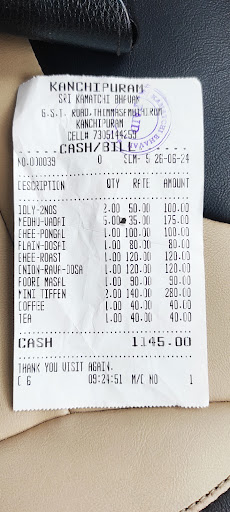 KANCHIPURAM
SRI KAMATCHI BHAVAN
G.S.T. ROAD,THIMMASAMUDIRUM
KANCHIPURAM
CELL# 7305144259
CASH/BILL
NO.000039 0 SLM- 5 26-06-24
DESCRIPTION QTY RATE AMOUNT
IDLY-2NOS 2.00 50.00 100.00
MEDHU-VADAI 5.00 35.00 175.00
GHEE-PONGAL 1.00 100.00 100.00
PLAIN-DOSAI 1.00 80.00 80.00
GHEE-ROAST 1.00 120.00 120.00
ONION-RAVA-DOSA 1.00 120.00 120.00
POORI MASAL 1.00 90.00 90.00
MINI TIFFEN 2.00 140.00 280.00
COFFEE 1.00 40.00 40.00
TEA 1.00 40.00 40.00
CASH 1145.00
THANK YOU VISIT AGAIN.
C 6 09:24:51 M/C NO 1